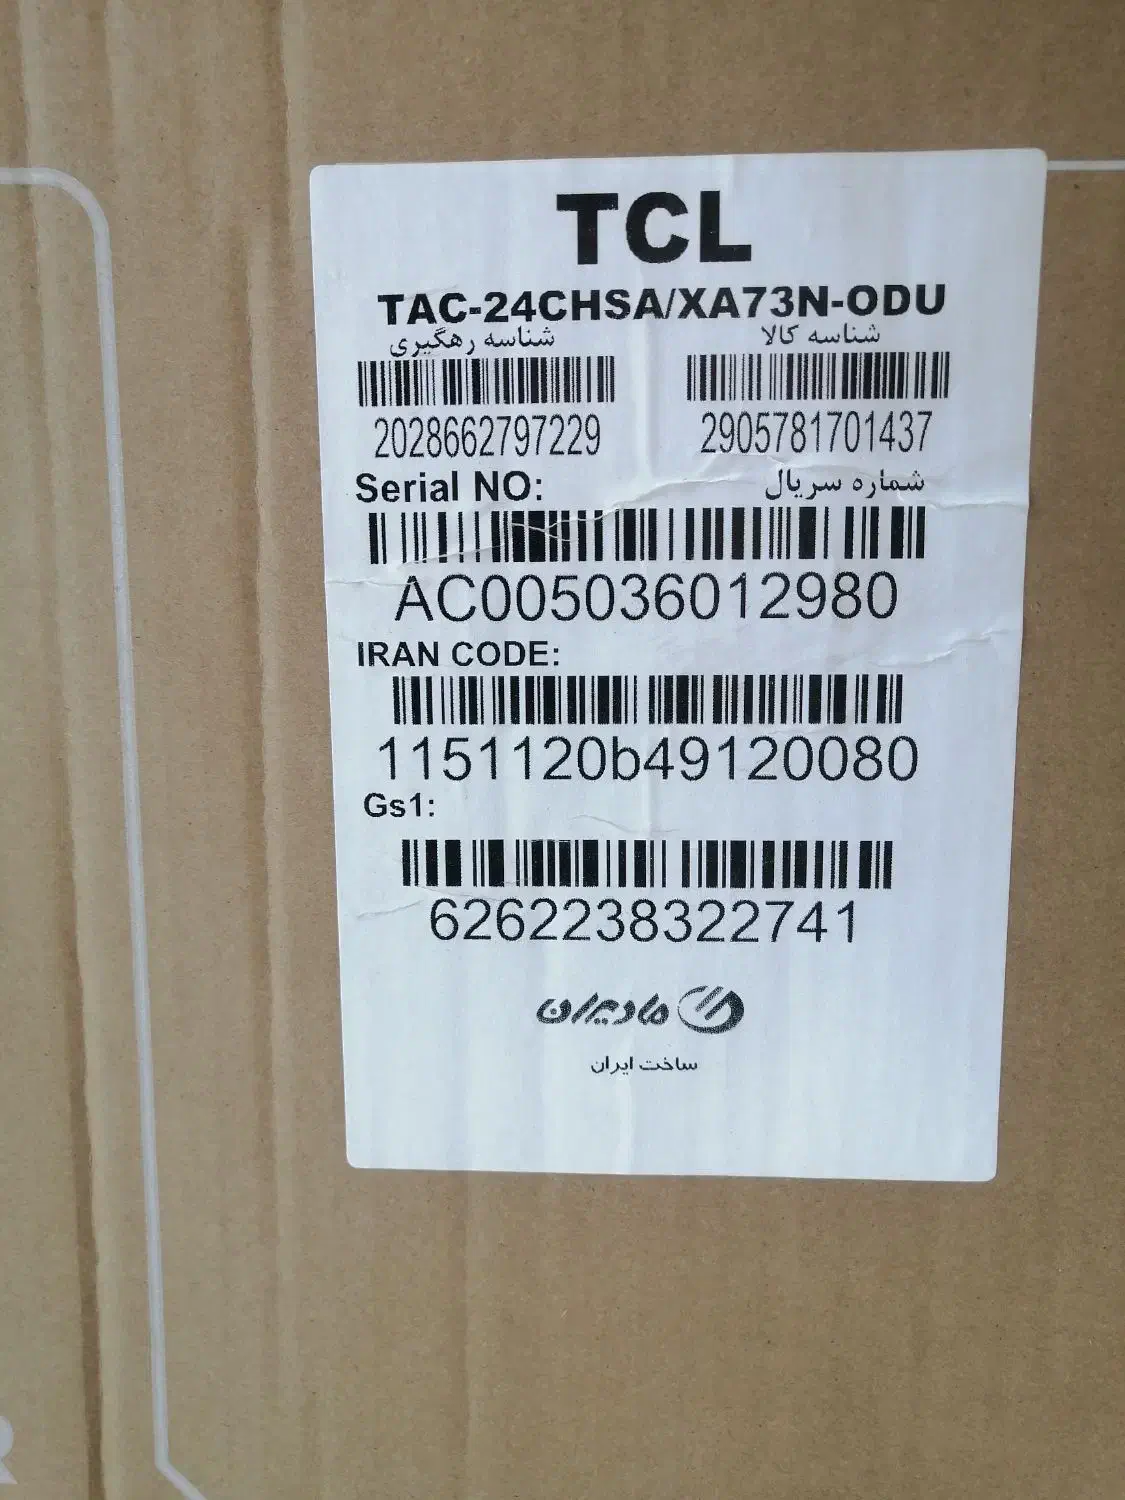 TCL
TAC-24CHSA/XA73N-ODU
شناسه کالا شناسه رهگیری
2028662797229 2905781701437
Serial NO: شماره سریال
AC005036012980
IRAN CODE:
1151120b49120080
Gs1:
6262238322741
مادیران
ساخت ایران
R